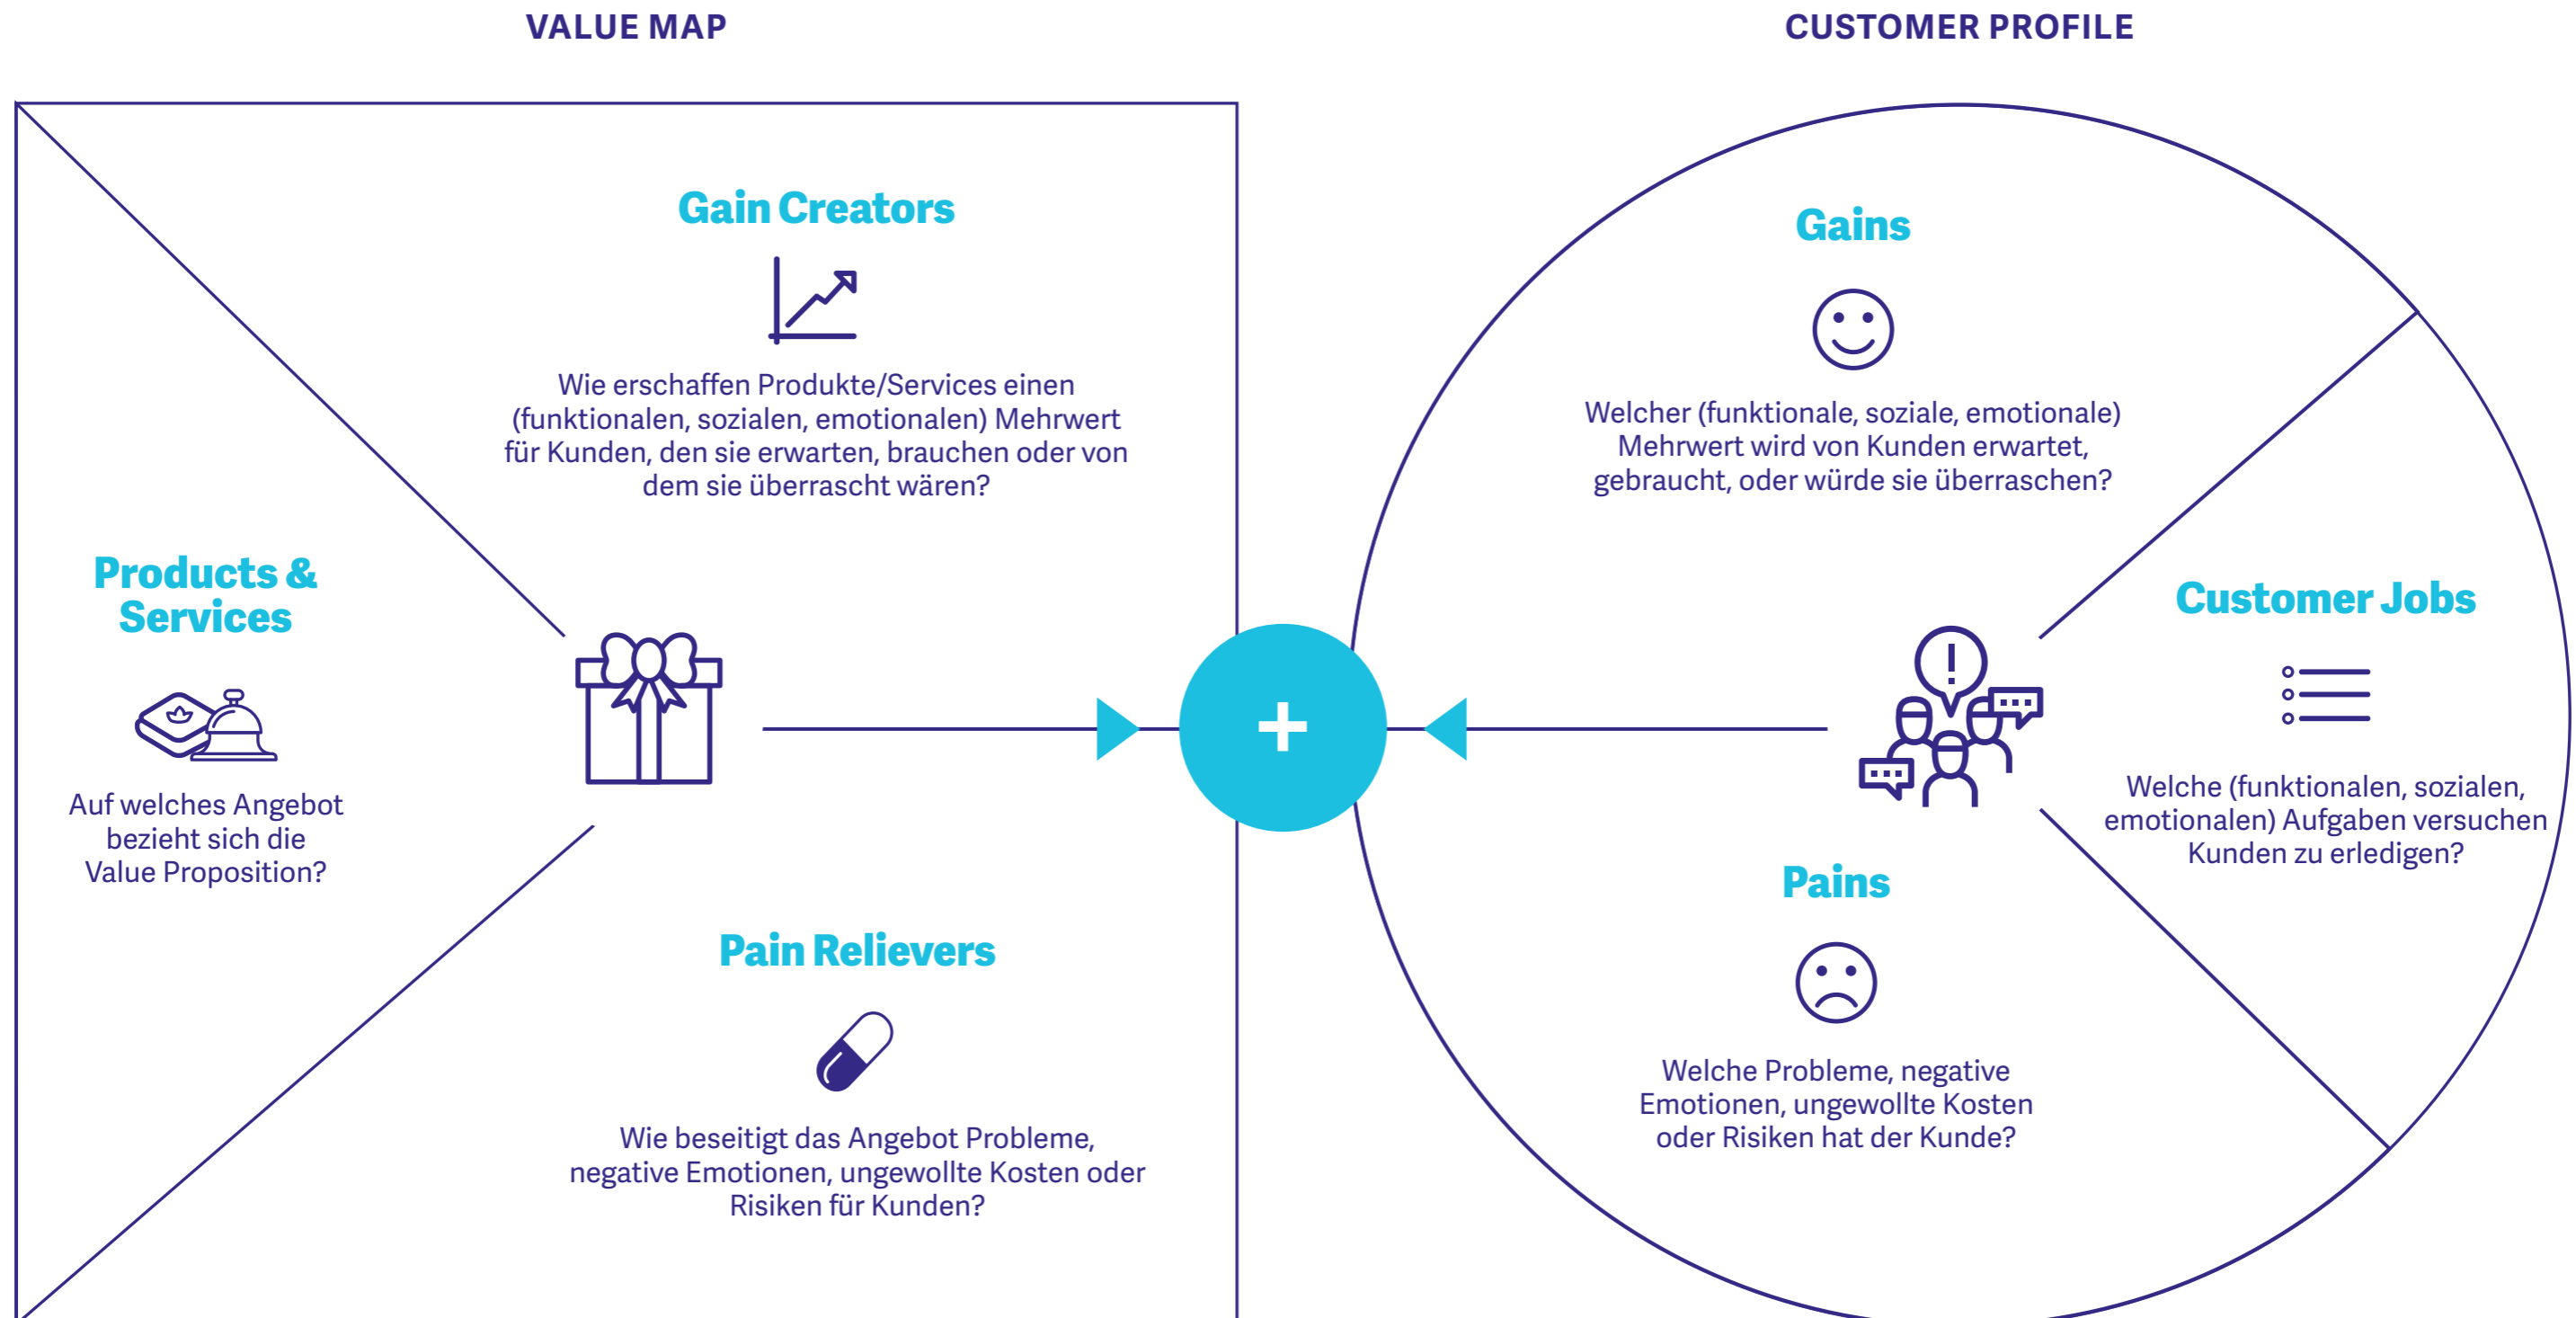 VALUE MAP
CUSTOMER PROFILE
Gain Creators
Wie erschaffen Produkte/Services einen
(funktionalen, sozialen, emotionalen) Mehrwert
für Kunden, den sie erwarten, brauchen oder von
dem sie überrascht wären?
Products &
Services
Auf welches Angebot
bezieht sich die
Value Proposition?
Pain Relievers
Wie beseitigt das Angebot Probleme,
negative Emotionen, ungewollte Kosten oder
Risiken für Kunden?
+
Gains
Welcher (funktionale, soziale, emotionale)
Mehrwert wird von Kunden erwartet,
gebraucht, oder würde sie überraschen?
!
Customer Jobs
Welche (funktionalen, sozialen,
emotionalen) Aufgaben versuchen
Kunden zu erledigen?
Pains
Welche Probleme, negative
Emotionen, ungewollte Kosten
oder Risiken hat der Kunde?